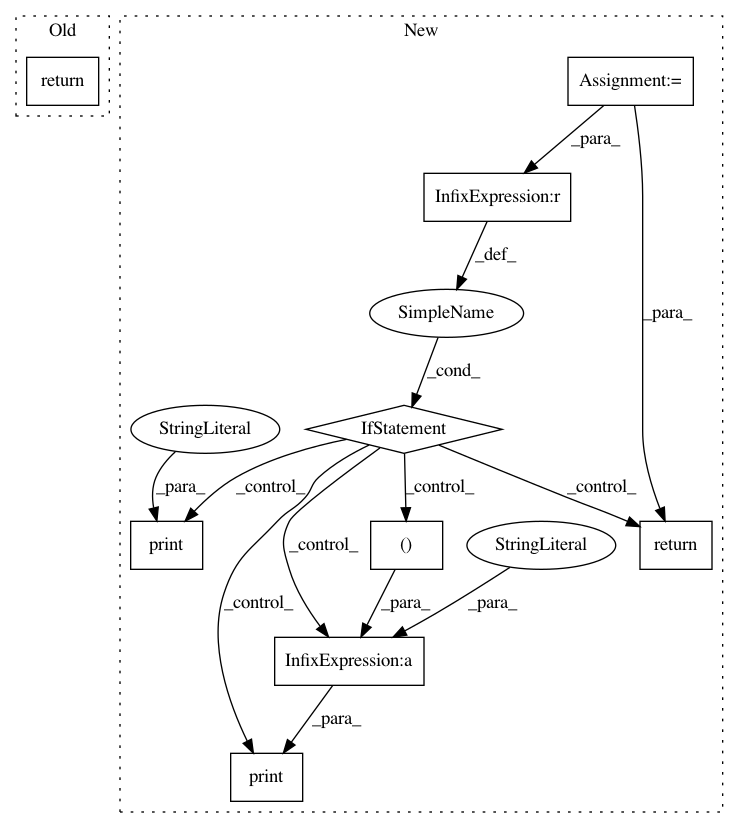 Old
New
return
Assignment:=
_para_
InfixExpression:r
_def_
SimpleName
_para_
_cond_
StringLiteral
IfStatement
_para_
_control_
_control_
_control_
print
_control_
()
StringLiteral
return
_control_
_para_
_para_
InfixExpression:a
_para_
print